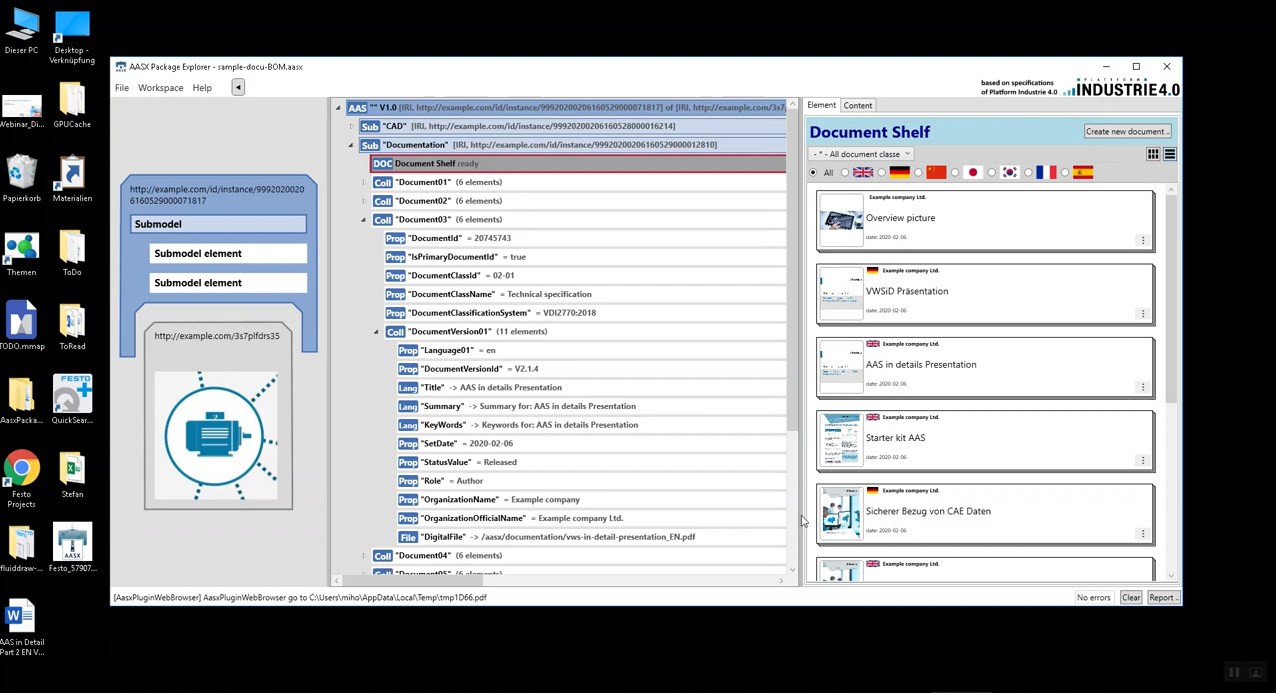 Dieser PC
Desktop -
Verknüpfung
Webinar_Di...
GPUCache
Papierkorb
Materialien
Themen
ToDo
TODO.mmap
ToRead
AasxPacka...
FESTO
QuickSear...
Festo
Projects
Stefan
fluiddraw-...
AASX
Festo_57907...
AAS in Detail
Part 2 EN V...
AASX Package Explorer - sample-docu-BOM.aasx
File Workspace Help
based on specifications
of Platform Industrie 4.0
PLATTFORM
INDUSTRIE4.0
http://example.com/id/instance/9992020020
6160529000071817
Submodel
Submodel element
Submodel element
http://example.com/3s7plfdrs35
AAS "" V1.0 [IRI, http://example.com/id/instance/99920200206160529000071817] of [IRI, http://example.com/3s7
Sub "CAD" [IRI, http://example.com/id/instance/9992020020616052800001​6214]
Sub "Documentation" [IRI, http://example.com/id/instance/9992020020616052900001​2810]
DOC Document Shelf ready
Coll "Document01" (6 elements)
Coll "Document02" (6 elements)
Coll "Document03" (6 elements)
Prop "DocumentId" = 20745743
Prop "IsPrimaryDocumentId" = true
Prop "DocumentClassId" = 02-01
Prop "DocumentClassName" = Technical specification
Prop "DocumentClassificationSystem" = VDI2770:2018
Coll "DocumentVersion01" (11 elements)
Prop "Language01" = en
Prop "DocumentVersionId" = V2.1.4
Lang "Title" -> AAS in details Presentation
Lang "Summary" -> Summary for: AAS in details Presentation
Lang "KeyWords" -> Keywords for: AAS in details Presentation
Prop "SetDate" = 2020-02-06
Prop "StatusValue" = Released
Prop "Role" = Author
Prop "OrganizationName" = Example company
Prop "OrganizationOfficialName" = Example company Ltd.
File "DigitalFile" -> /aasx/documentation/vws-in-detail-presentation_EN.pdf
Coll "Document04" (6 elements)
Coll "Document05" (6 elements)
Element Content
Document Shelf
Create new document ..
- * - All document classe
All
Example company Ltd.
Overview picture
date: 2020-02-06
Example company Ltd.
VWSiD Präsentation
date: 2020-02-06
Example company Ltd.
AAS in details Presentation
date: 2020-02-06
Example company Ltd.
Starter kit AAS
date: 2020-02-06
Example company Ltd.
Sicherer Bezug von CAE Daten
date: 2020-02-06
Example company Ltd.
[AasxPluginWebBrowser] AasxPluginWebBrowser go to C:\Users\miho\AppData\Local\Temp\tmp1D66.pdf
No errors
Clear
Report ..